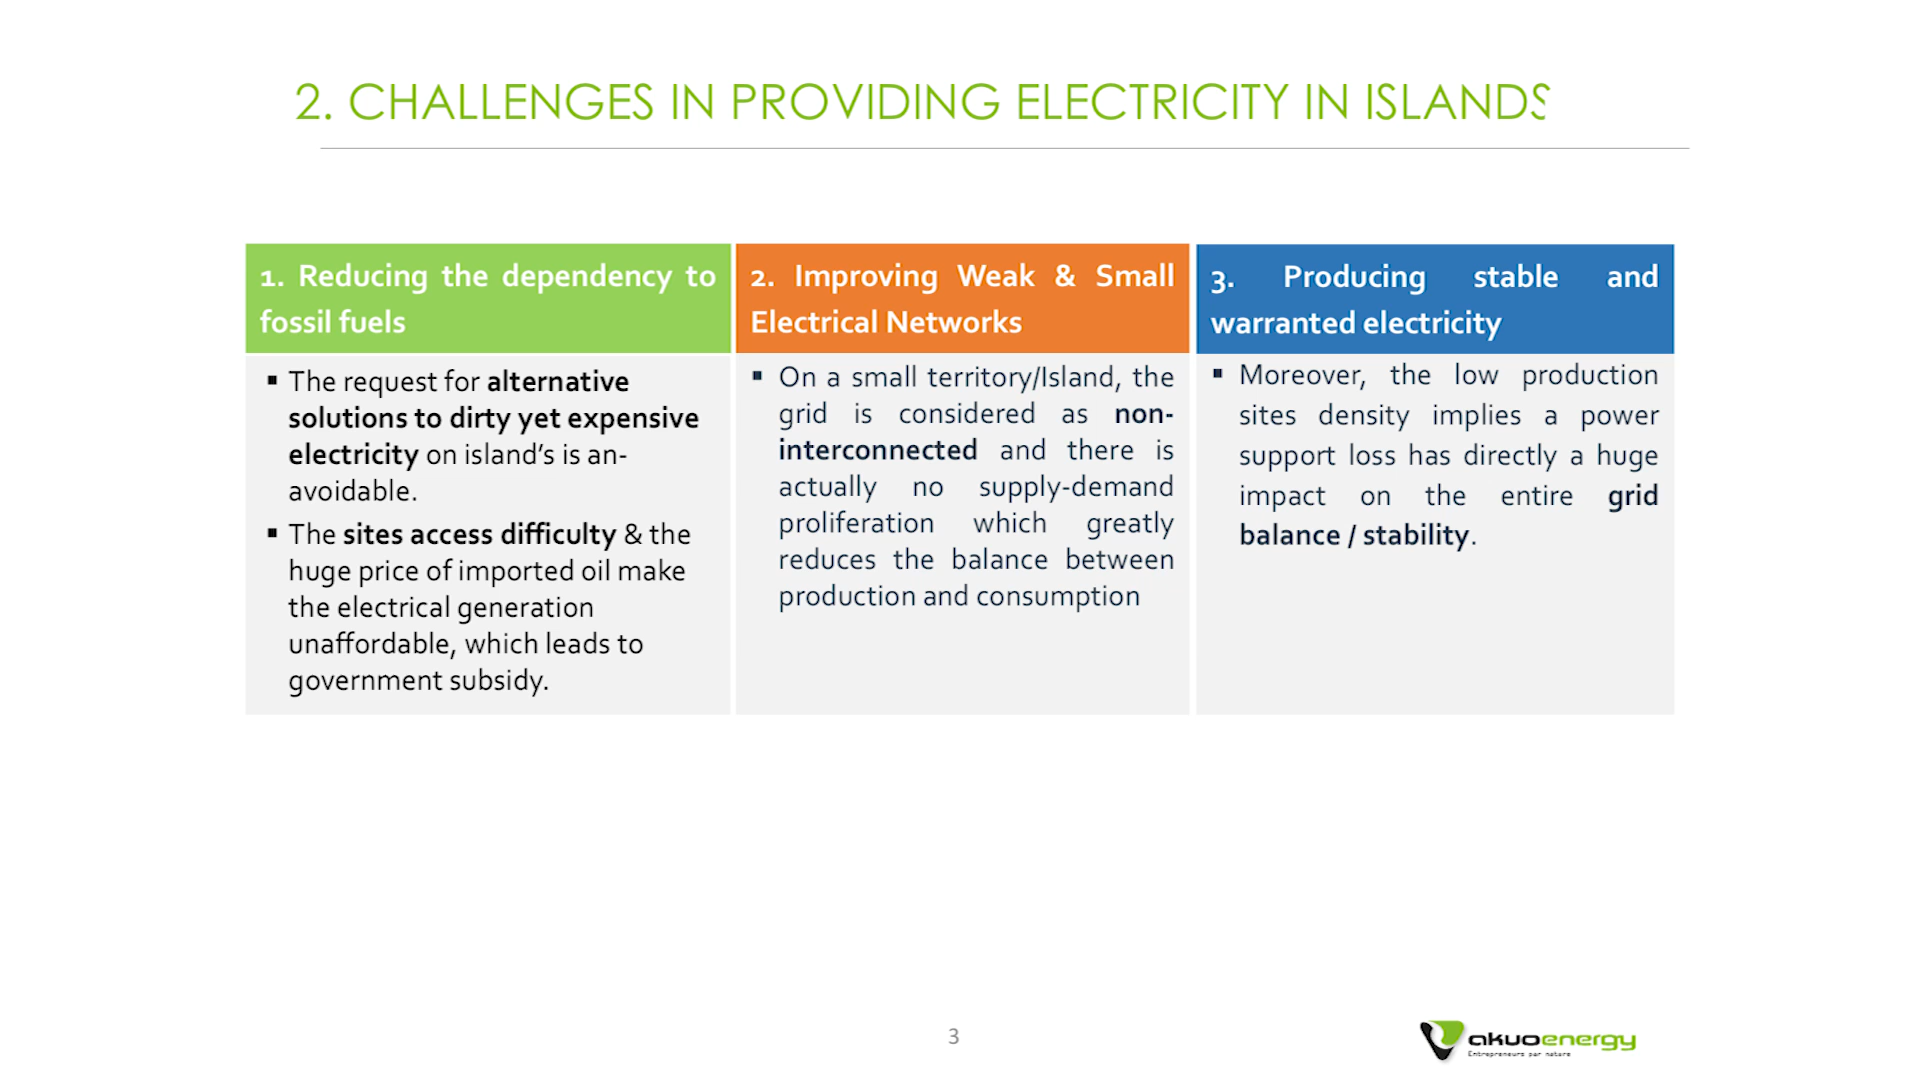 2. CHALLENGES IN PROVIDING ELECTRICITY IN ISLANDS
1. Reducing the dependency to
fossil fuels
▪ The request for alternative
solutions to dirty yet expensive
electricity on island’s is an-
avoidable.
▪ The sites access difficulty & the
huge price of imported oil make
the electrical generation
unaffordable, which leads to
government subsidy.
2. Improving Weak & Small
Electrical Networks
▪ On a small territory/Island, the
grid is considered as non-
interconnected and there is
actually no supply-demand
proliferation which greatly
reduces the balance between
production and consumption
3. Producing stable and
warranted electricity
▪ Moreover, the low production
sites density implies a power
support loss has directly a huge
impact on the entire grid
balance / stability.
3
akuoenergy
Entrepreneurs par nature